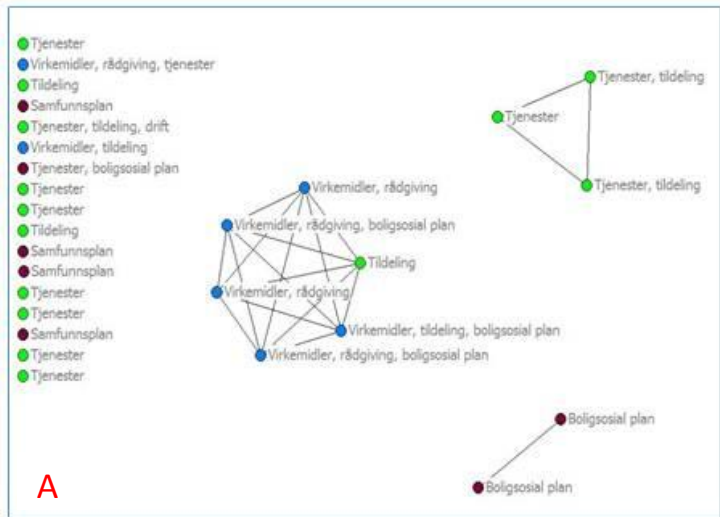 Tjenester
Virkemidler, rådgiving, tjenester
Tildeling
Samfunnsplan
Tjenester, tildeling, drift
Virkemidler, tildeling
Tjenester, boligsosial plan
Tjenester
Tjenester
Tildeling
Samfunnsplan
Samfunnsplan
Tjenester
Tjenester
Samfunnsplan
Tjenester
Tjenester
Virkemidler, rådgiving
Virkemidler, rådgiving, boligsosial plan
Tildeling
Virkemidler, rådgiving
Virkemidler, tildeling, boligsosial plan
Virkemidler, rådgiving, boligsosial plan
Tjenester, tildeling
Tjenester
Tjenester, tildeling
Boligsosial plan
Boligsosial plan
A